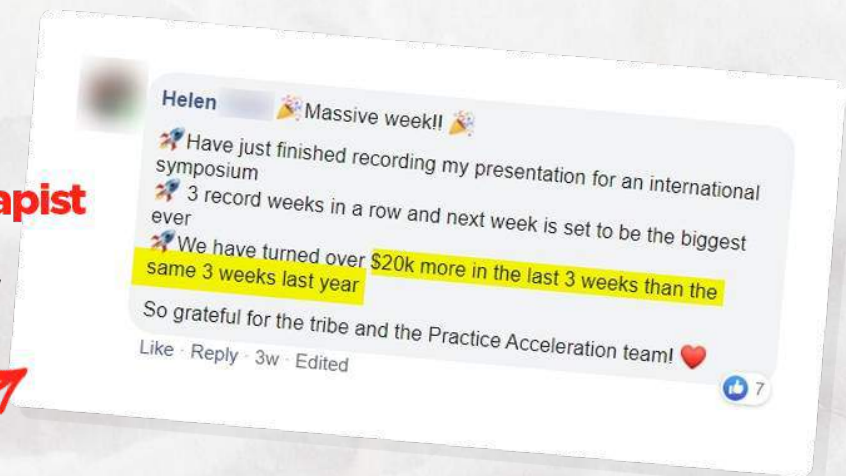 apist
Helen 🎉Massive week!! 🎉
🚀Have just finished recording my presentation for an international
symposium
🚀 3 record weeks in a row and next week is set to be the biggest
ever
🚀We have turned over $20k more in the last 3 weeks than the
same 3 weeks last year
So grateful for the tribe and the Practice Acceleration team! ❤️
Like · Reply · 3w · Edited
7